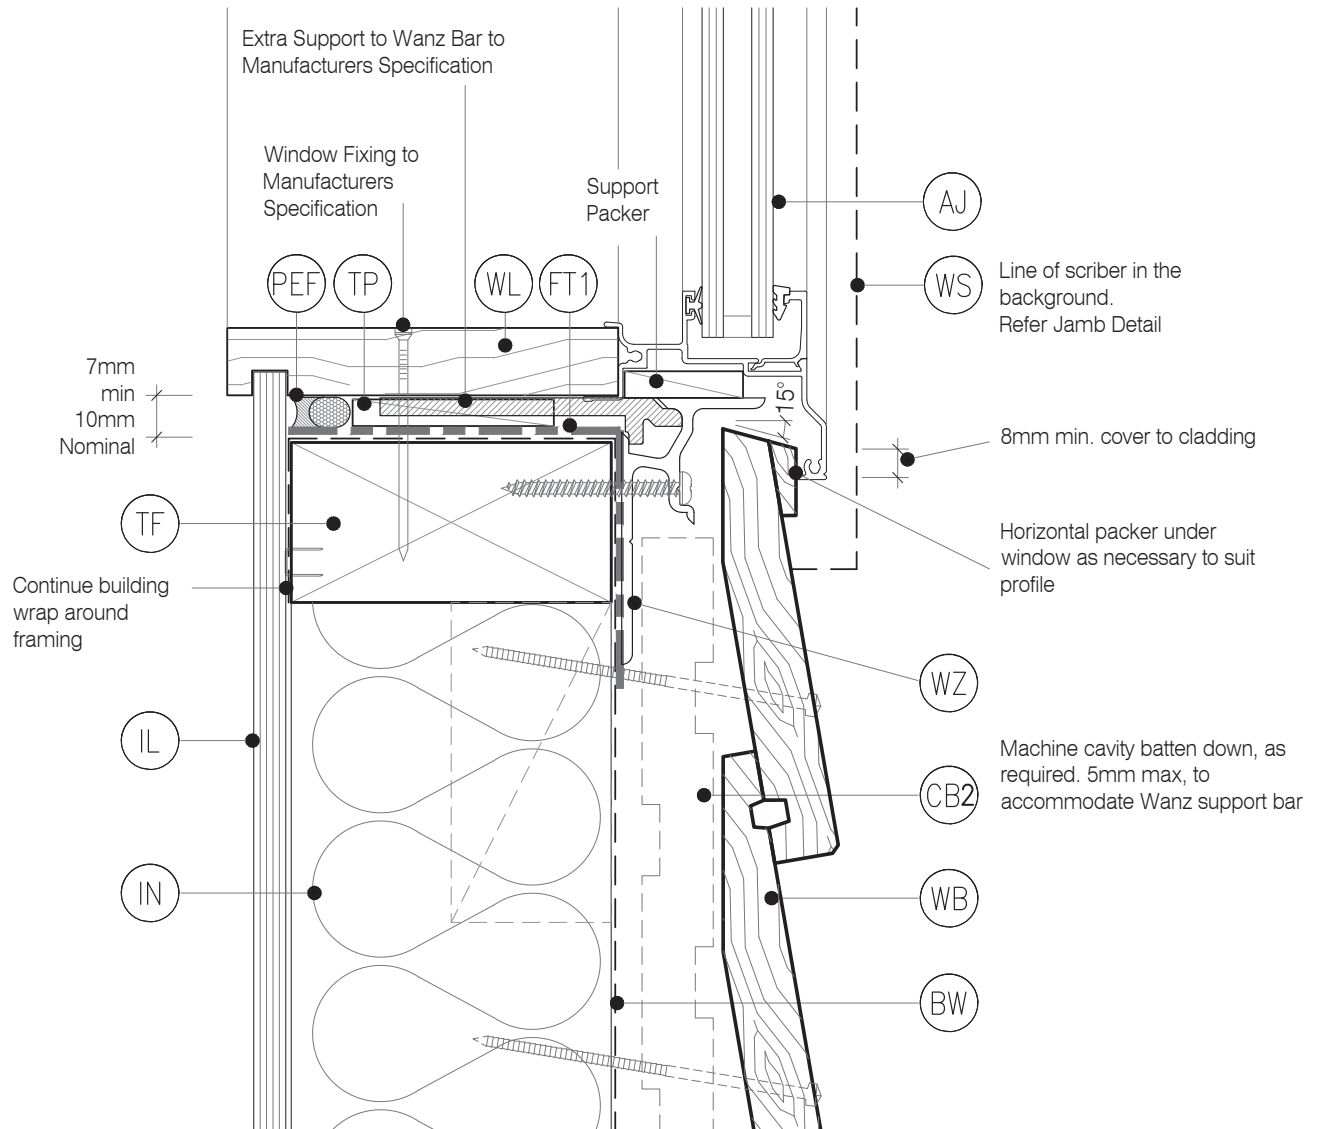 Extra Support to Wanz Bar to
Manufacturers Specification
Window Fixing to
Manufacturers
Specification
Support
Packer
AJ
PEF
TP
WL
FT1
WS
Line of scriber in the
background.
Refer Jamb Detail
7mm
min
10mm
Nominal
15°
8mm min. cover to cladding
TF
Horizontal packer under
window as necessary to suit
profile
Continue building
wrap around
framing
WZ
IL
Machine cavity batten down, as
required. 5mm max, to
accommodate Wanz support bar
CB2
IN
WB
BW